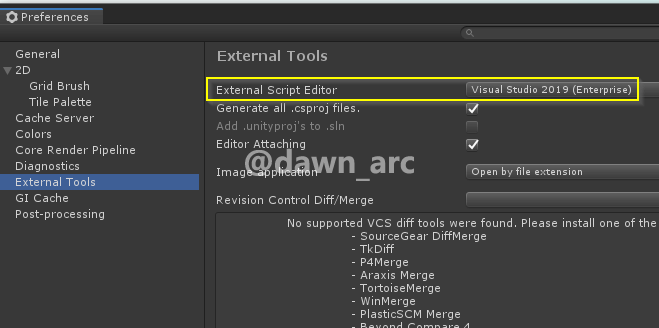 Preferences
General
2D
Grid Brush
Tile Palette
Cache Server
Colors
Core Render Pipeline
Diagnostics
External Tools
GI Cache
Post-processing
External Tools
External Script Editor Visual Studio 2019 (Enterprise)
Generate all .csproj files.
Add .unityproj's to .sln
Editor Attaching
@dawn_arc
Image application Open by file extension
Revision Control Diff/Merge
No supported VCS diff tools were found. Please install one of the
- SourceGear DiffMerge
- TkDiff
- P4Merge
- Araxis Merge
- TortoiseMerge
- WinMerge
- PlasticSCM Merge
- Beyond Compare 4